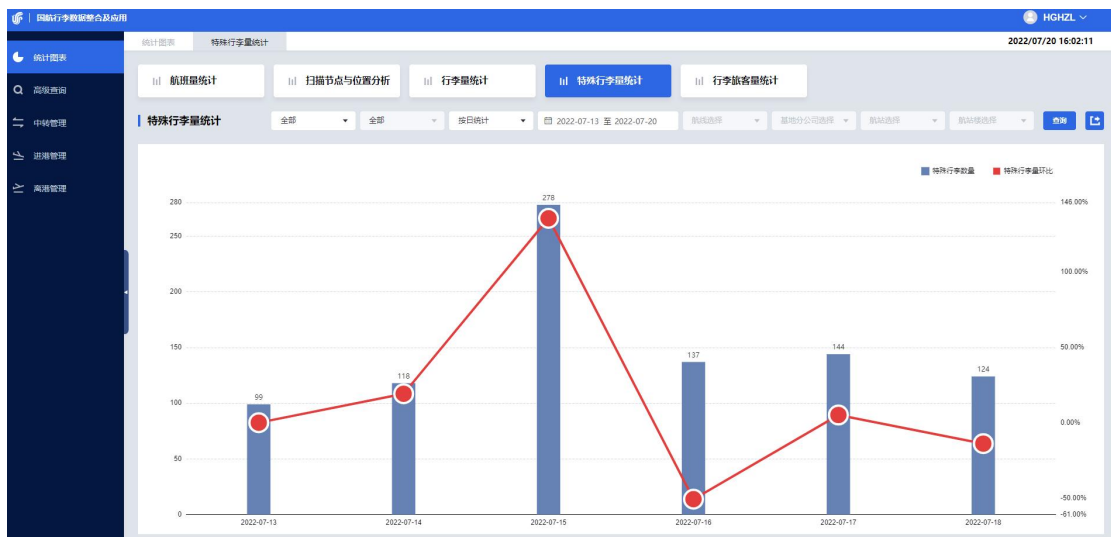 国航行李数据整合及应用
HGHZL
统计图表
特殊行李量统计
2022/07/20 16:02:11
统计图表
高级查询
中转管理
进港管理
离港管理
航班量统计
扫描节点与位置分析
行李量统计
特殊行李量统计
行李旅客量统计
特殊行李量统计
全部
全部
按日统计
2022-07-13 至 2022-07-20
航线选择
基地分公司选择
航站选择
航站楼选择
查询
特殊行李数量
特殊行李量环比
280
250
200
150
100
50
0
99
118
278
137
144
124
146.00%
100.00%
50.00%
0.00%
-50.00%
-61.00%
2022-07-13
2022-07-14
2022-07-15
2022-07-16
2022-07-17
2022-07-18